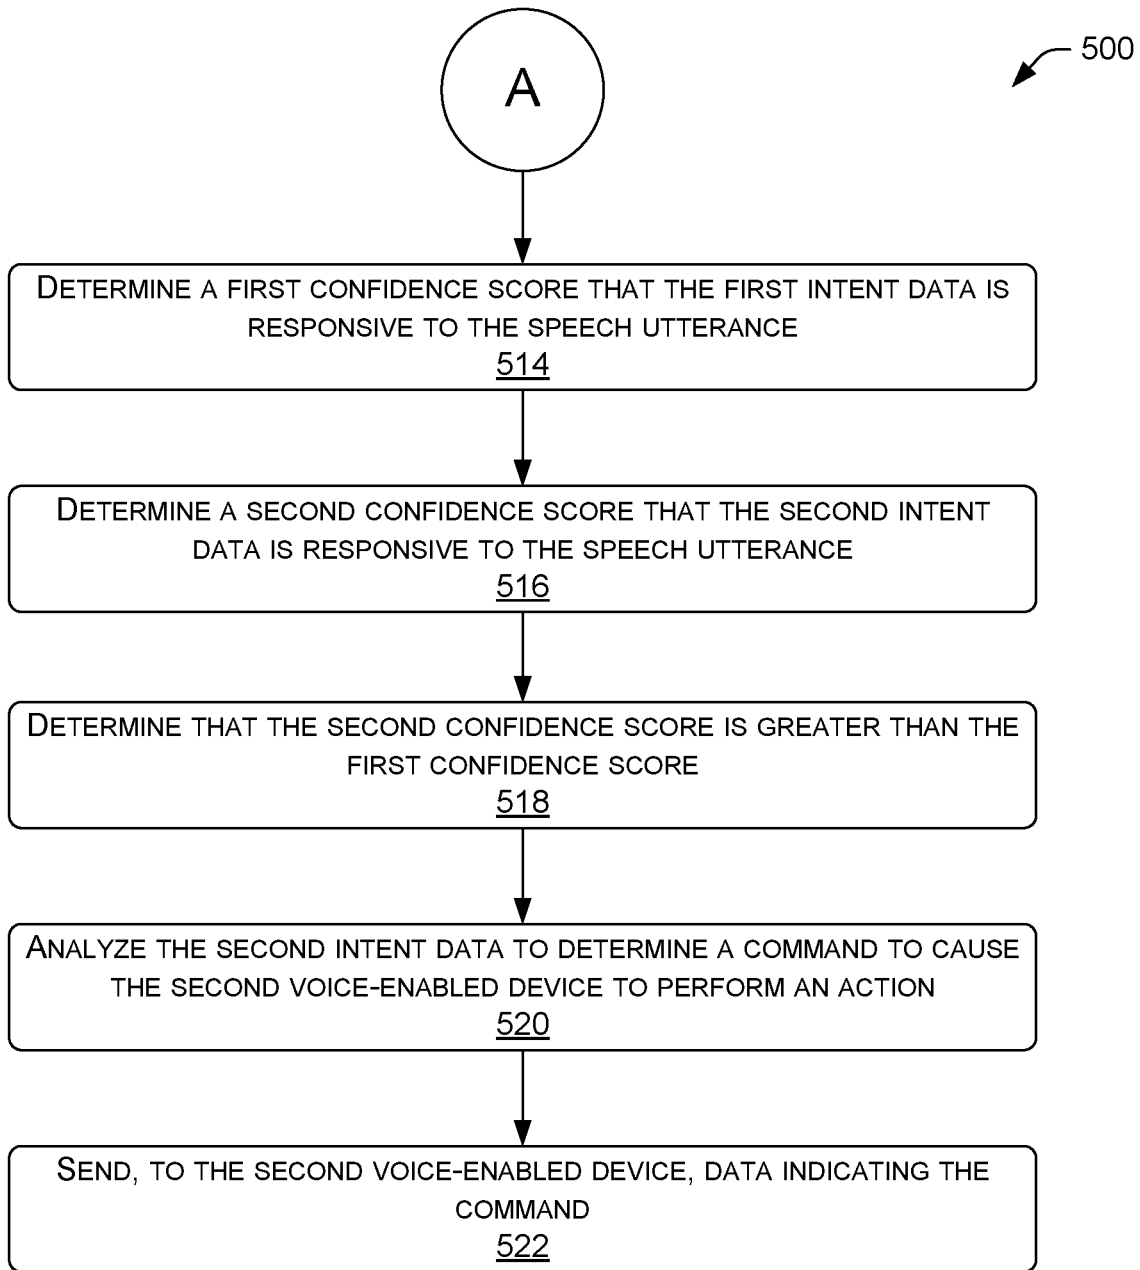 A
500
DETERMINE A FIRST CONFIDENCE SCORE THAT THE FIRST INTENT DATA IS
RESPONSIVE TO THE SPEECH UTTERANCE
514
DETERMINE A SECOND CONFIDENCE SCORE THAT THE SECOND INTENT
DATA IS RESPONSIVE TO THE SPEECH UTTERANCE
516
DETERMINE THAT THE SECOND CONFIDENCE SCORE IS GREATER THAN THE
FIRST CONFIDENCE SCORE
518
ANALYZE THE SECOND INTENT DATA TO DETERMINE A COMMAND TO CAUSE
THE SECOND VOICE-ENABLED DEVICE TO PERFORM AN ACTION
520
SEND, TO THE SECOND VOICE-ENABLED DEVICE, DATA INDICATING THE
COMMAND
522